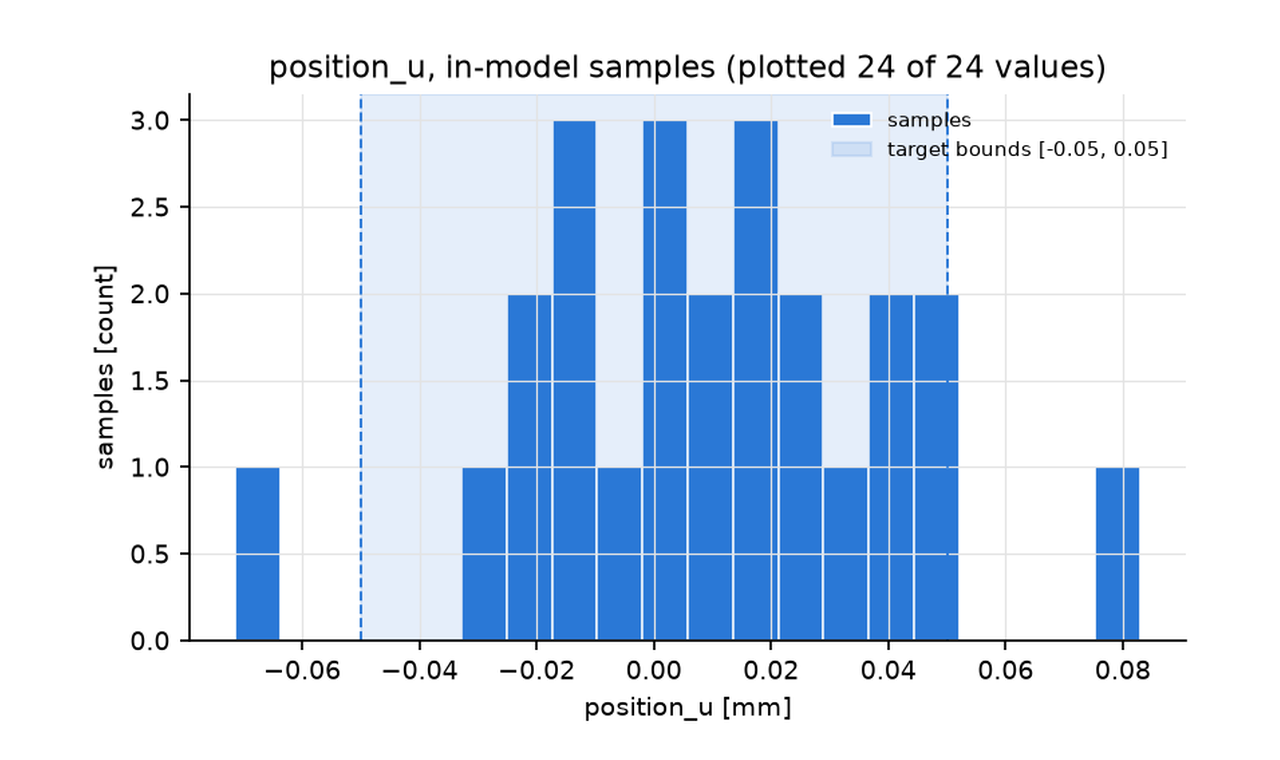 position_u, in-model samples (plotted 24 of 24 values)
samples
target bounds [-0.05, 0.05]
samples [count]
3.0
2.5
2.0
1.5
1.0
0.5
0.0
−0.06 −0.04 −0.02 0.00 0.02 0.04 0.06 0.08
position_u [mm]